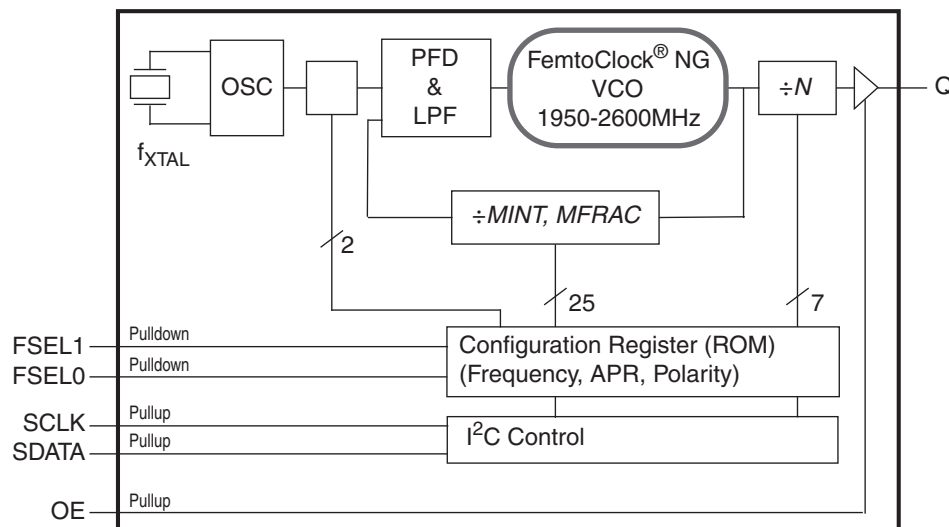 OSC
PFD
&
LPF
FemtoClock® NG
VCO
1950-2600MHz
÷N
Q
fXTAL
÷MINT, MFRAC
2
25
7
FSEL1 Pulldown
FSEL0 Pulldown
Configuration Register (ROM)
(Frequency, APR, Polarity)
SCLK Pullup
SDATA Pullup
I²C Control
OE Pullup